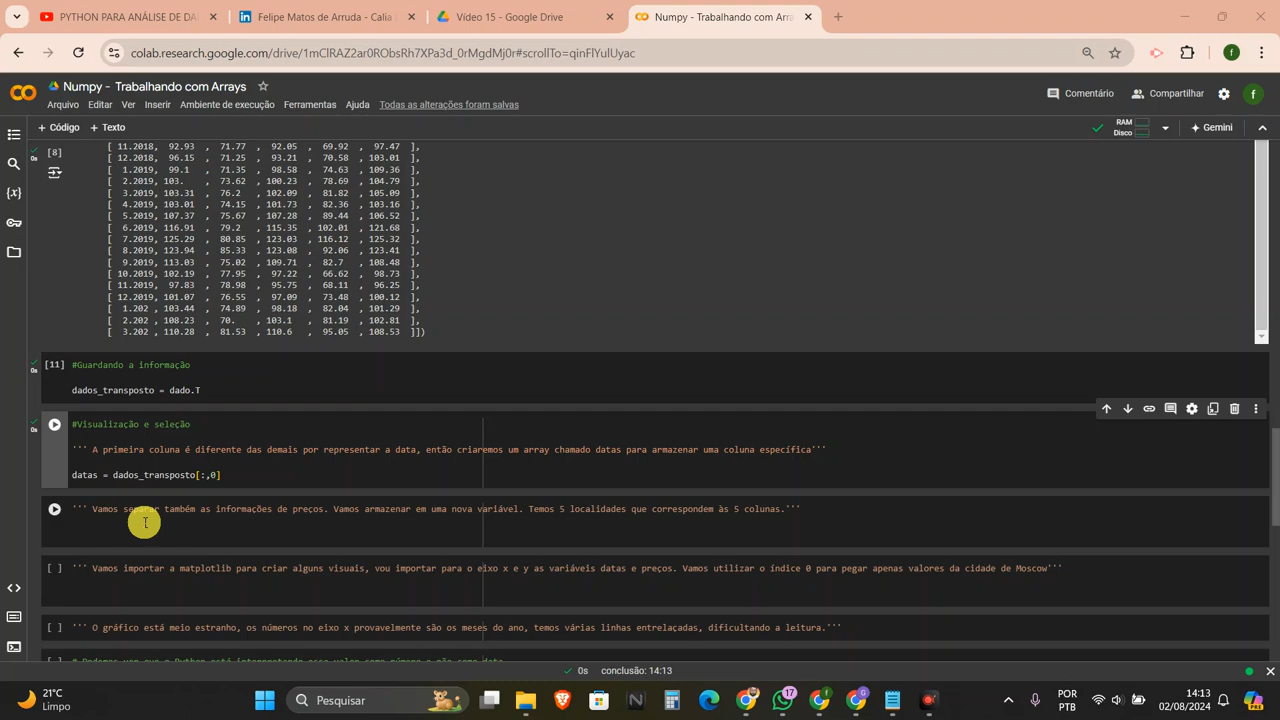 PYTHON PARA ANÁLISE DE DA
Felipe Matos de Arruda - Calia
Vídeo 15 - Google Drive
Numpy - Trabalhando com Arra
colab.research.google.com/drive/1mClRAZ2ar0RObsRh7XPa3d_0rMgdMj0r#scrollTo=qinFlYulUyac
f
CO
Numpy - Trabalhando com Arrays
Comentário
Compartilhar
f
Arquivo Editar Ver Inserir Ambiente de execução Ferramentas Ajuda Todas as alterações foram salvas
+ Código + Texto
RAM
Disco
Gemini
[8]
0s
[ 11.2018, 92.93 , 71.77 , 92.05 , 69.92 , 97.47 ],
[ 12.2018, 96.15 , 71.25 , 93.21 , 70.58 , 103.01 ],
[ 1.2019, 99.1 , 71.35 , 98.58 , 74.63 , 109.36 ],
[ 2.2019, 103. , 73.62 , 100.23 , 78.69 , 104.79 ],
[ 3.2019, 103.31 , 76.2 , 102.09 , 81.82 , 105.09 ],
[ 4.2019, 103.01 , 74.15 , 101.73 , 82.36 , 103.16 ],
[ 5.2019, 107.37 , 75.67 , 107.28 , 89.44 , 106.52 ],
[ 6.2019, 116.91 , 79.2 , 115.35 , 102.01 , 121.68 ],
[ 7.2019, 125.29 , 80.85 , 123.03 , 116.12 , 125.32 ],
[ 8.2019, 123.94 , 85.33 , 123.08 , 92.06 , 123.41 ],
[ 9.2019, 113.03 , 75.02 , 109.71 , 82.7 , 108.48 ],
[ 10.2019, 102.19 , 77.95 , 97.22 , 66.62 , 98.73 ],
[ 11.2019, 97.83 , 78.98 , 95.75 , 68.11 , 96.25 ],
[ 12.2019, 101.07 , 76.55 , 97.09 , 73.48 , 100.12 ],
[ 1.202 , 103.44 , 74.89 , 98.18 , 82.04 , 101.29 ],
[ 2.202 , 108.23 , 70. , 103.1 , 81.19 , 102.81 ],
[ 3.202 , 110.28 , 81.53 , 110.6 , 95.05 , 108.53 ]])
[11] #Guardando a informação
0s
dados_transposto = dado.T
#Visualização e seleção
0s
''' A primeira coluna é diferente das demais por representar a data, então criaremos um array chamado datas para armazenar uma coluna específica'''
datas = dados_transposto[:,0]
''' Vamos separar também as informações de preços. Vamos armazenar em uma nova variável. Temos 5 localidades que correspondem às 5 colunas.'''
[ ] ''' Vamos importar a matplotlib para criar alguns visuais, vou importar para o eixo x e y as variáveis datas e preços. Vamos utilizar o índice 0 para pegar apenas valores da cidade de Moscow'''
[ ] ''' O gráfico está meio estranho, os números no eixo x provavelmente são os meses do ano, temos várias linhas entrelaçadas, dificultando a leitura.'''
0s conclusão: 14:13
21°C
Limpo
Pesquisar
17
POR
PTB
14:13
02/08/2024